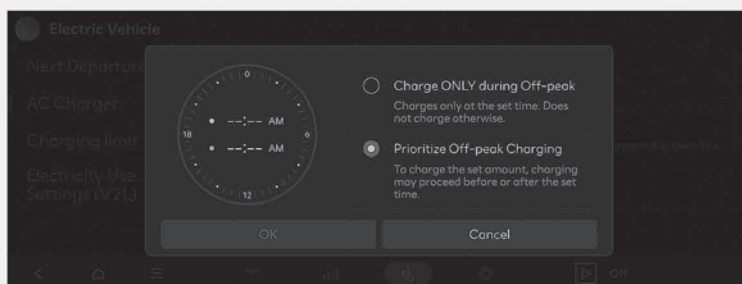 Electric Vehicle
Next Departure
AC Charger
Charging limit
Electricity Use
Settings (V2L)
0
18
6
12
--:-- AM
--:-- AM
Charge ONLY during Off-peak
Charges only at the set time. Does
not charge otherwise.
Prioritize Off-peak Charging
To charge the set amount, charging
may proceed before or after the set
time.
OK
Cancel
Off